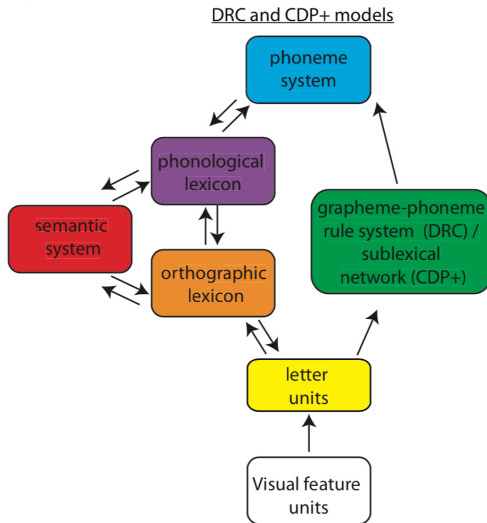 DRC and CDP+ models
phoneme
system
phonological
lexicon
semantic
system
grapheme-phoneme
rule system (DRC) /
sublexical
network (CDP+)
orthographic
lexicon
letter
units
Visual feature
units